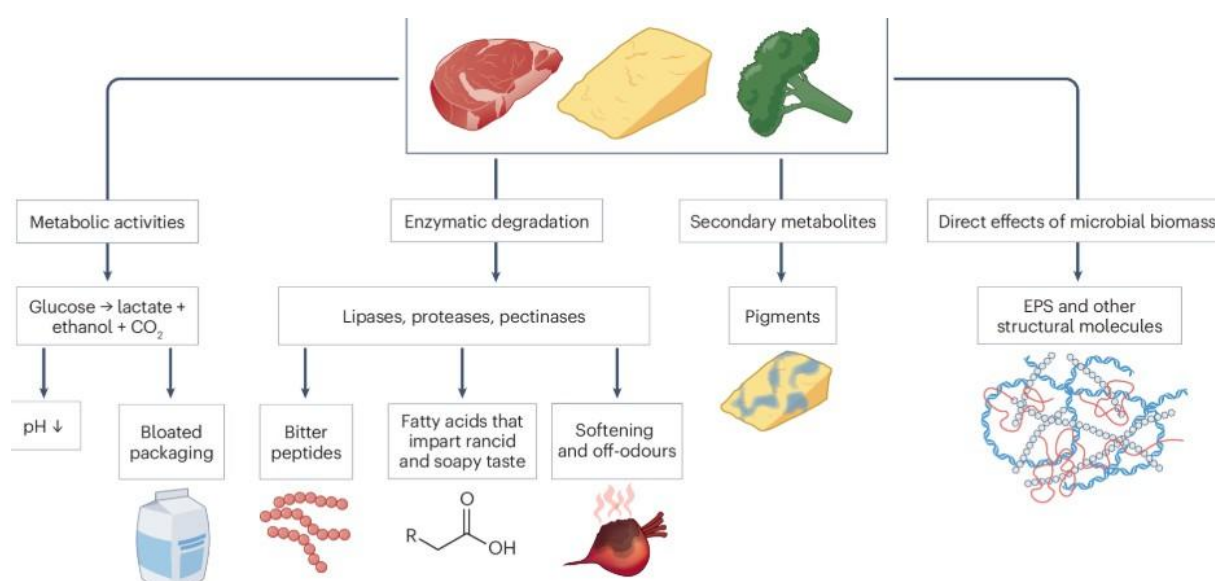 Metabolic activities
Enzymatic degradation
Secondary metabolites
Direct effects of microbial biomass
Glucose → lactate +
ethanol + CO₂
Lipases, proteases, pectinases
Pigments
EPS and other
structural molecules
pH ↓
Bloated
packaging
Bitter
peptides
Fatty acids that
impart rancid
and soapy taste
Softening
and off-odours
O
R
OH